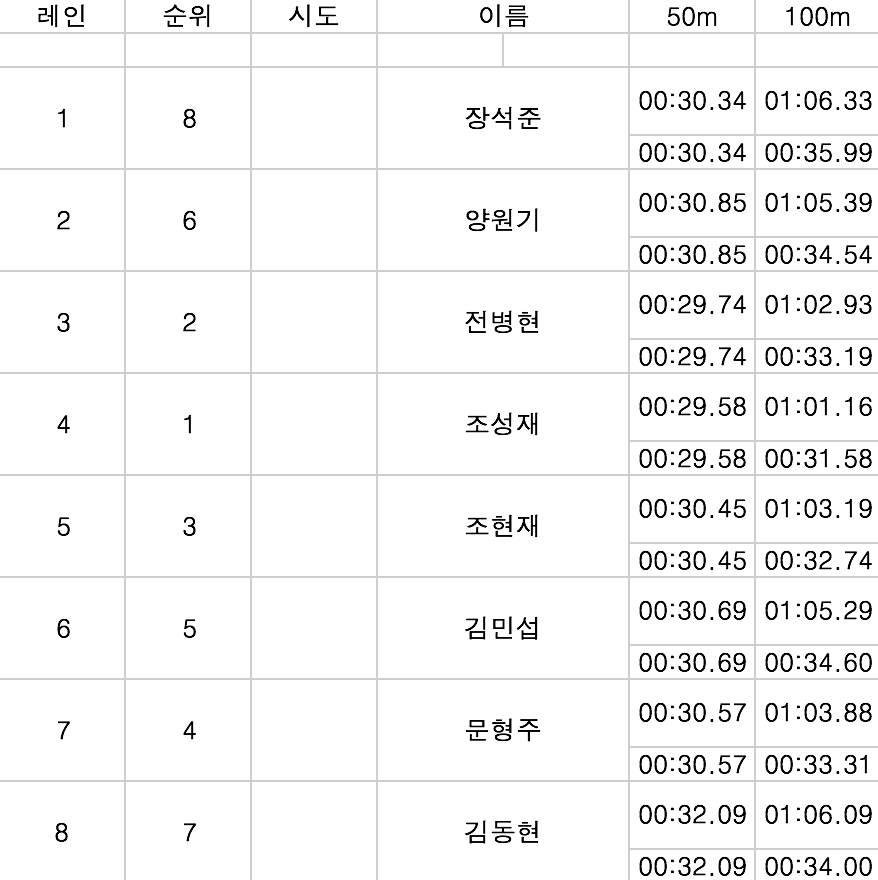 레인 순위 시도 이름 50m 100m
1 8 장석준 00:30.34 01:06.33
00:30.34 00:35.99
2 6 양원기 00:30.85 01:05.39
00:30.85 00:34.54
3 2 전병현 00:29.74 01:02.93
00:29.74 00:33.19
4 1 조성재 00:29.58 01:01.16
00:29.58 00:31.58
5 3 조현재 00:30.45 01:03.19
00:30.45 00:32.74
6 5 김민섭 00:30.69 01:05.29
00:30.69 00:34.60
7 4 문형주 00:30.57 01:03.88
00:30.57 00:33.31
8 7 김동현 00:32.09 01:06.09
00:32.09 00:34.00